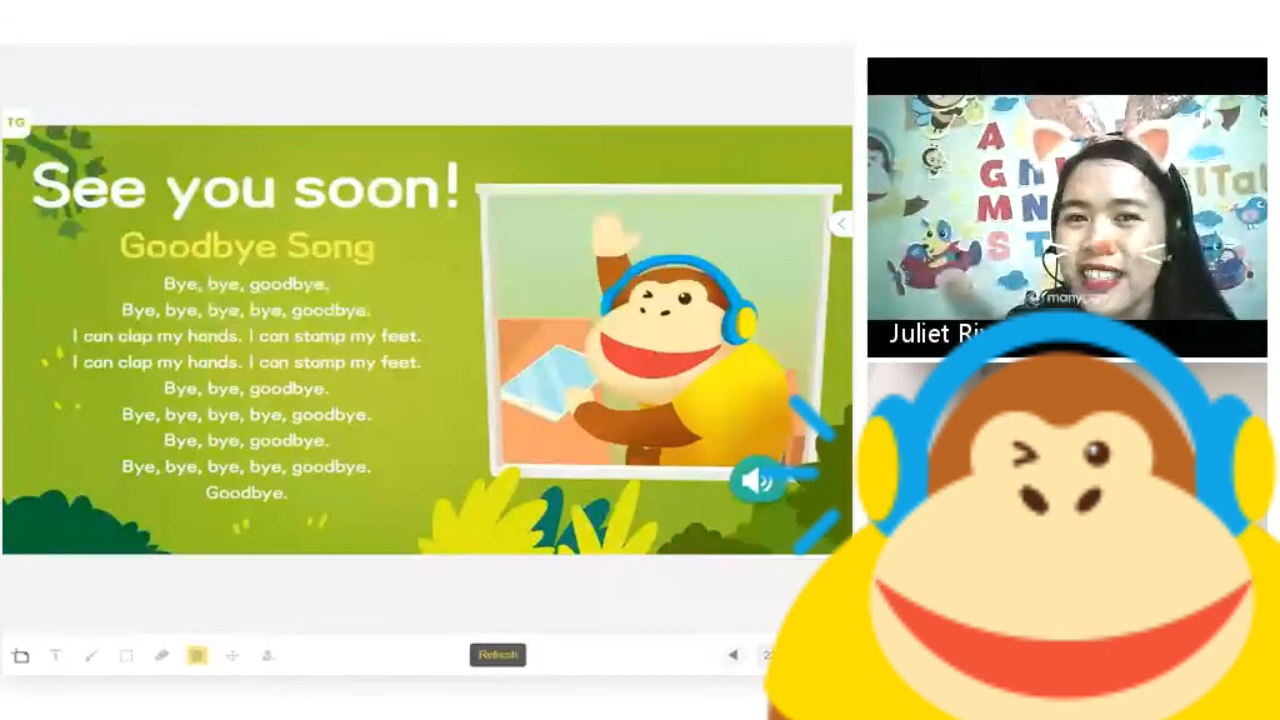 TG
See you soon!
Goodbye Song
Bye, bye, goodbye.
Bye, bye, bye, bye, goodbye.
I can clap my hands. I can stamp my feet.
I can clap my hands. I can stamp my feet.
Bye, bye, goodbye.
Bye, bye, bye, bye, goodbye.
Bye, bye, goodbye.
Bye, bye, bye, bye, goodbye.
Goodbye.
A
G
M N
S T
many
Juliet
T
Refresh